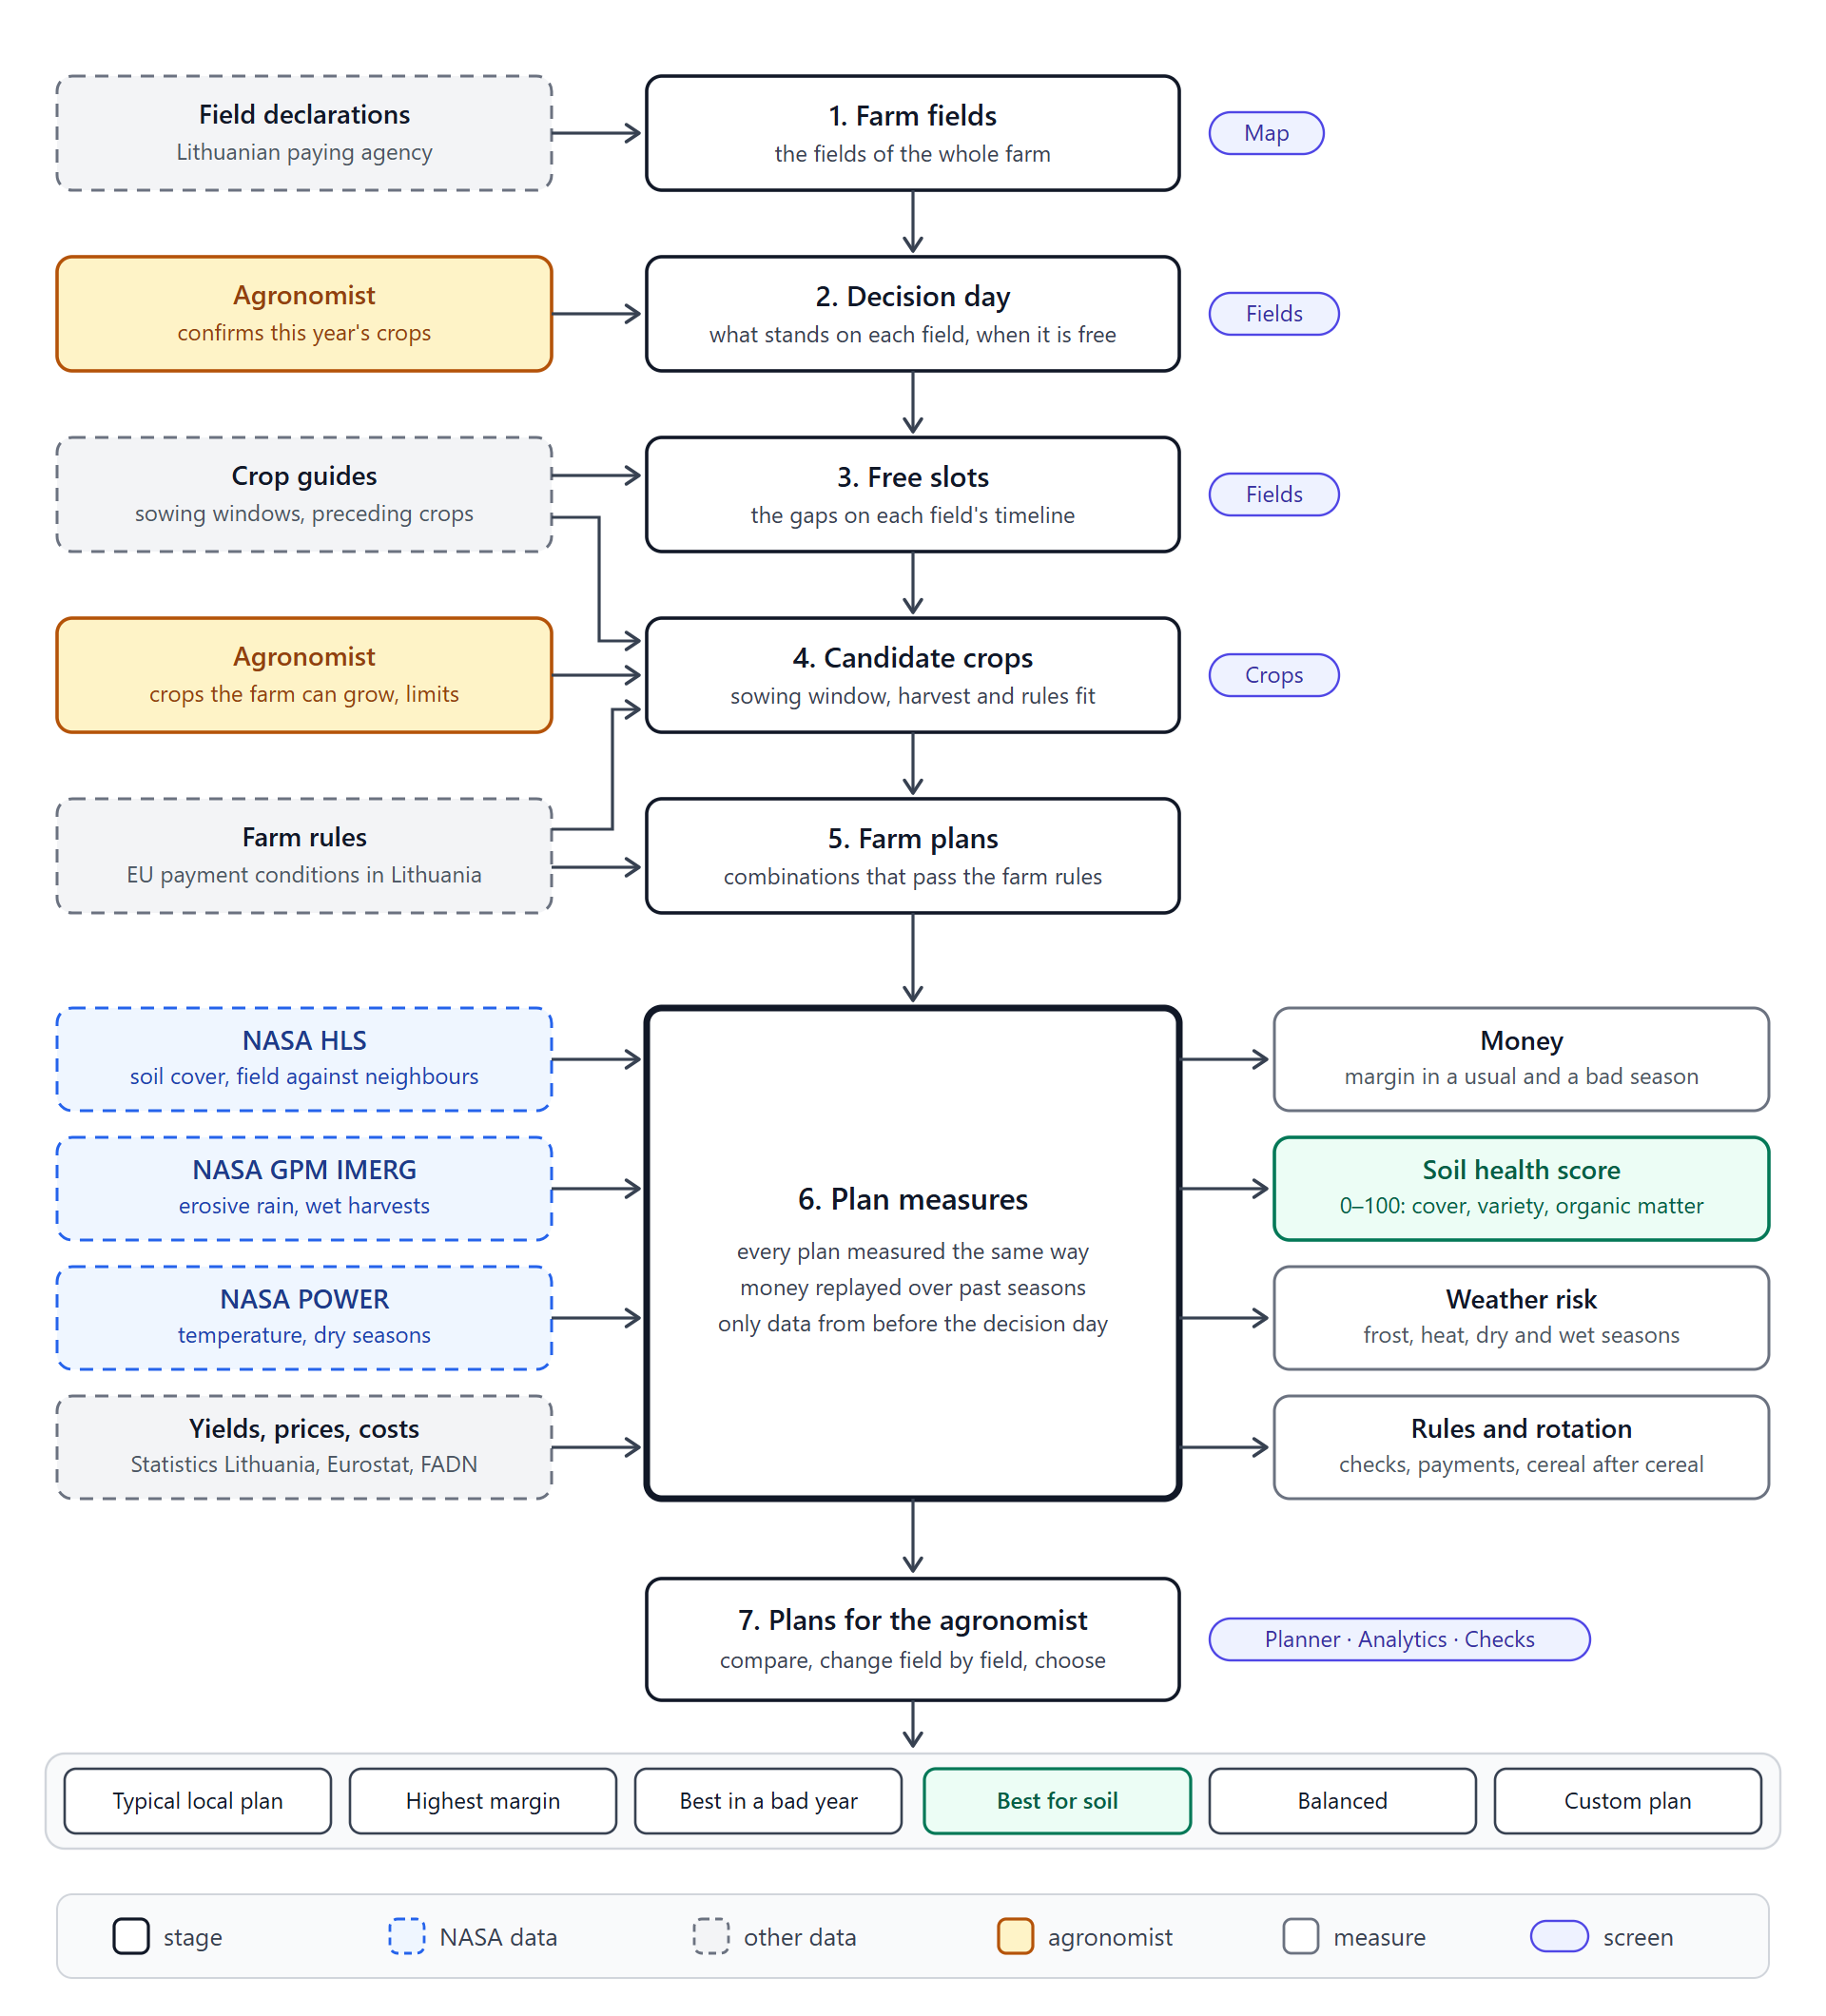 Field declarations
Lithuanian paying agency
1. Farm fields
the fields of the whole farm
Map
Agronomist
confirms this year's crops
2. Decision day
what stands on each field, when it is free
Fields
Crop guides
sowing windows, preceding crops
3. Free slots
the gaps on each field's timeline
Fields
Agronomist
crops the farm can grow, limits
4. Candidate crops
sowing window, harvest and rules fit
Crops
Farm rules
EU payment conditions in Lithuania
5. Farm plans
combinations that pass the farm rules
NASA HLS
soil cover, field against neighbours
NASA GPM IMERG
erosive rain, wet harvests
NASA POWER
temperature, dry seasons
Yields, prices, costs
Statistics Lithuania, Eurostat, FADN
6. Plan measures
every plan measured the same way
money replayed over past seasons
only data from before the decision day
Money
margin in a usual and a bad season
Soil health score
0–100: cover, variety, organic matter
Weather risk
frost, heat, dry and wet seasons
Rules and rotation
checks, payments, cereal after cereal
7. Plans for the agronomist
compare, change field by field, choose
Planner · Analytics · Checks
Typical local plan
Highest margin
Best in a bad year
Best for soil
Balanced
Custom plan
stage
NASA data
other data
agronomist
measure
screen